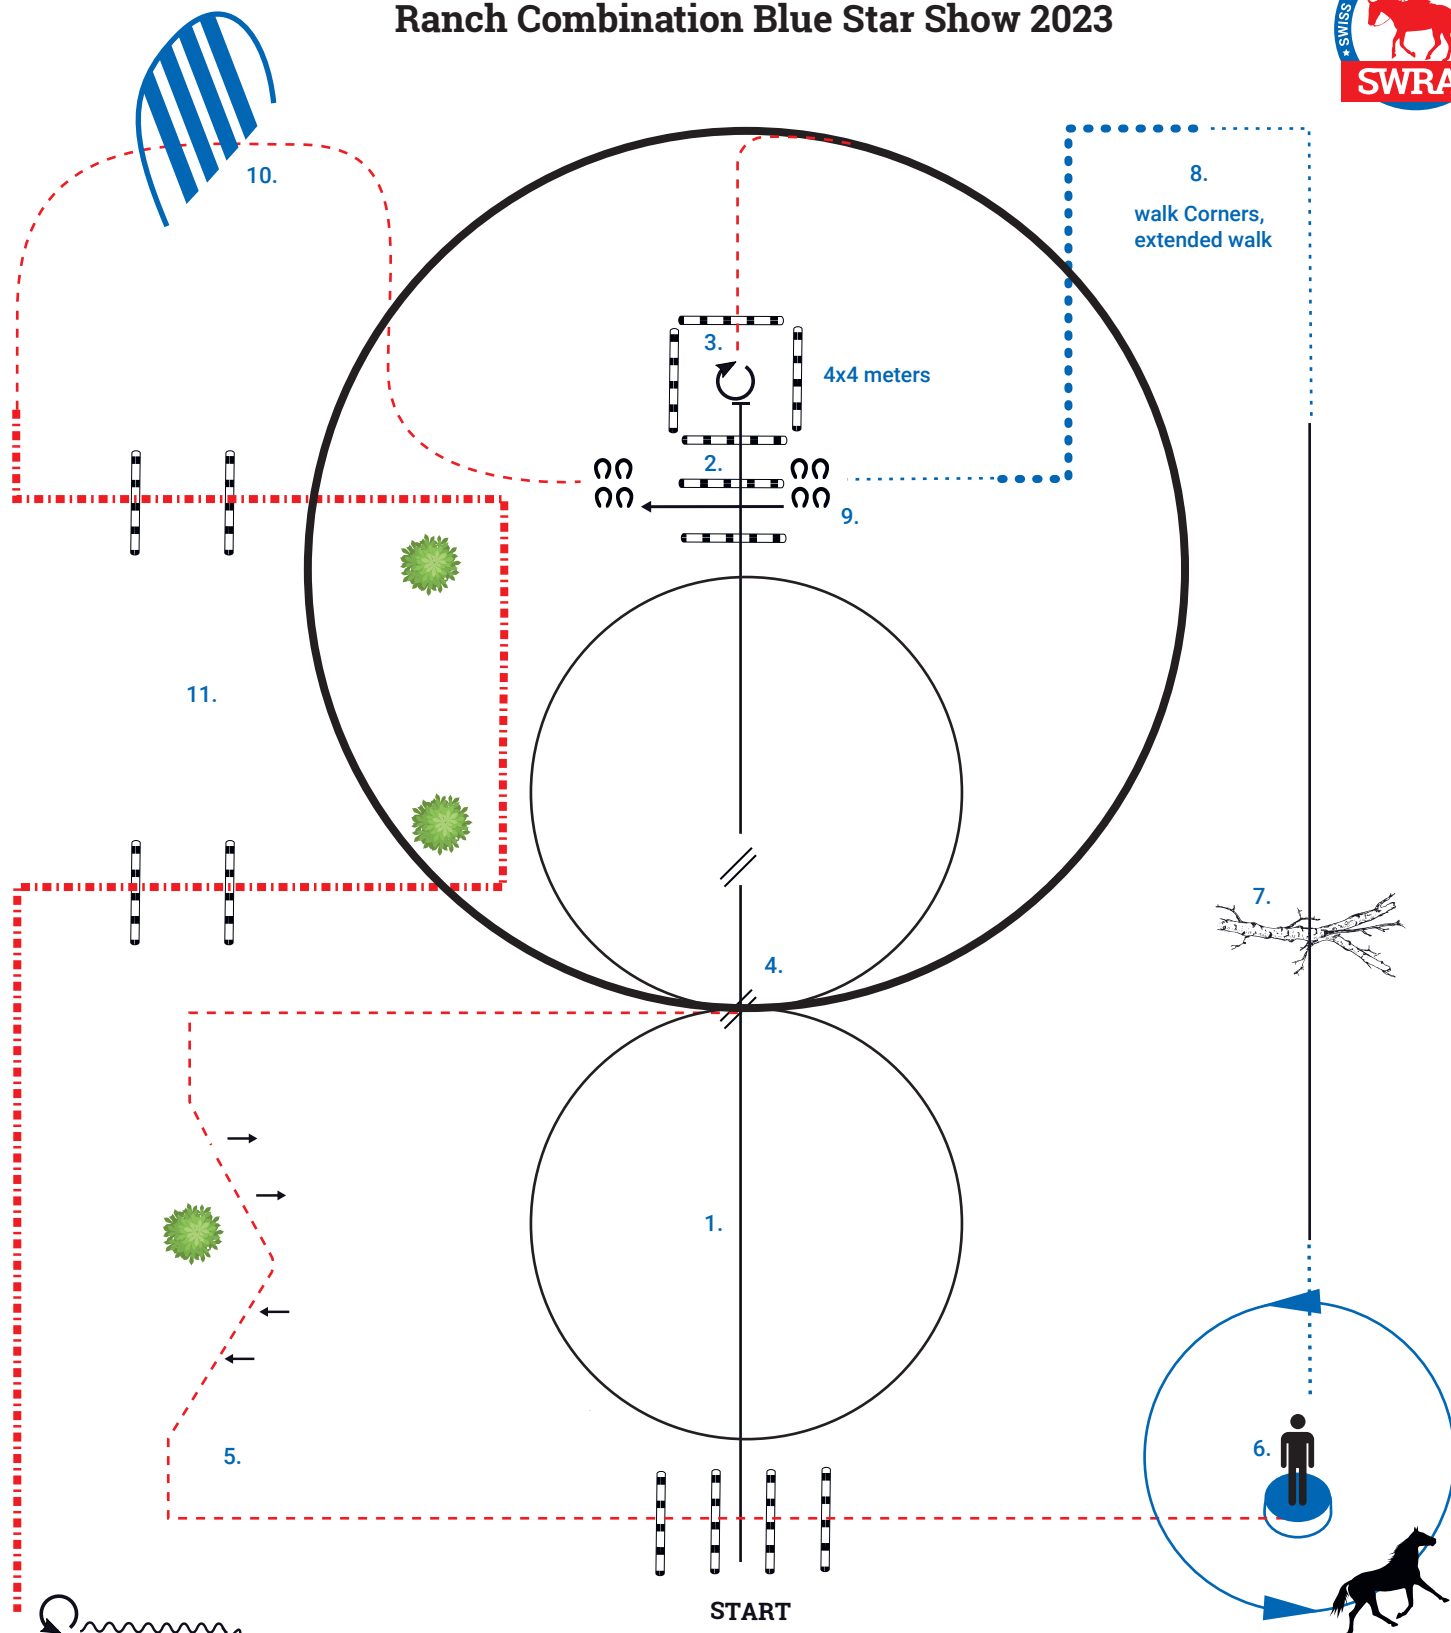 Ranch Combination Blue Star Show 2023
SWISS
SWRA
10.
8.
walk Corners,
extended walk
3.
4x4 meters
2.
9.
11.
7.
4.
1.
5.
6.
START